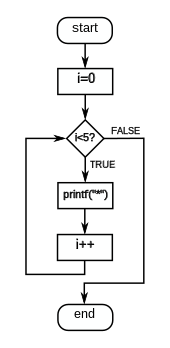 start
i=0
i<5?
FALSE
TRUE
printf("*")
i++
end